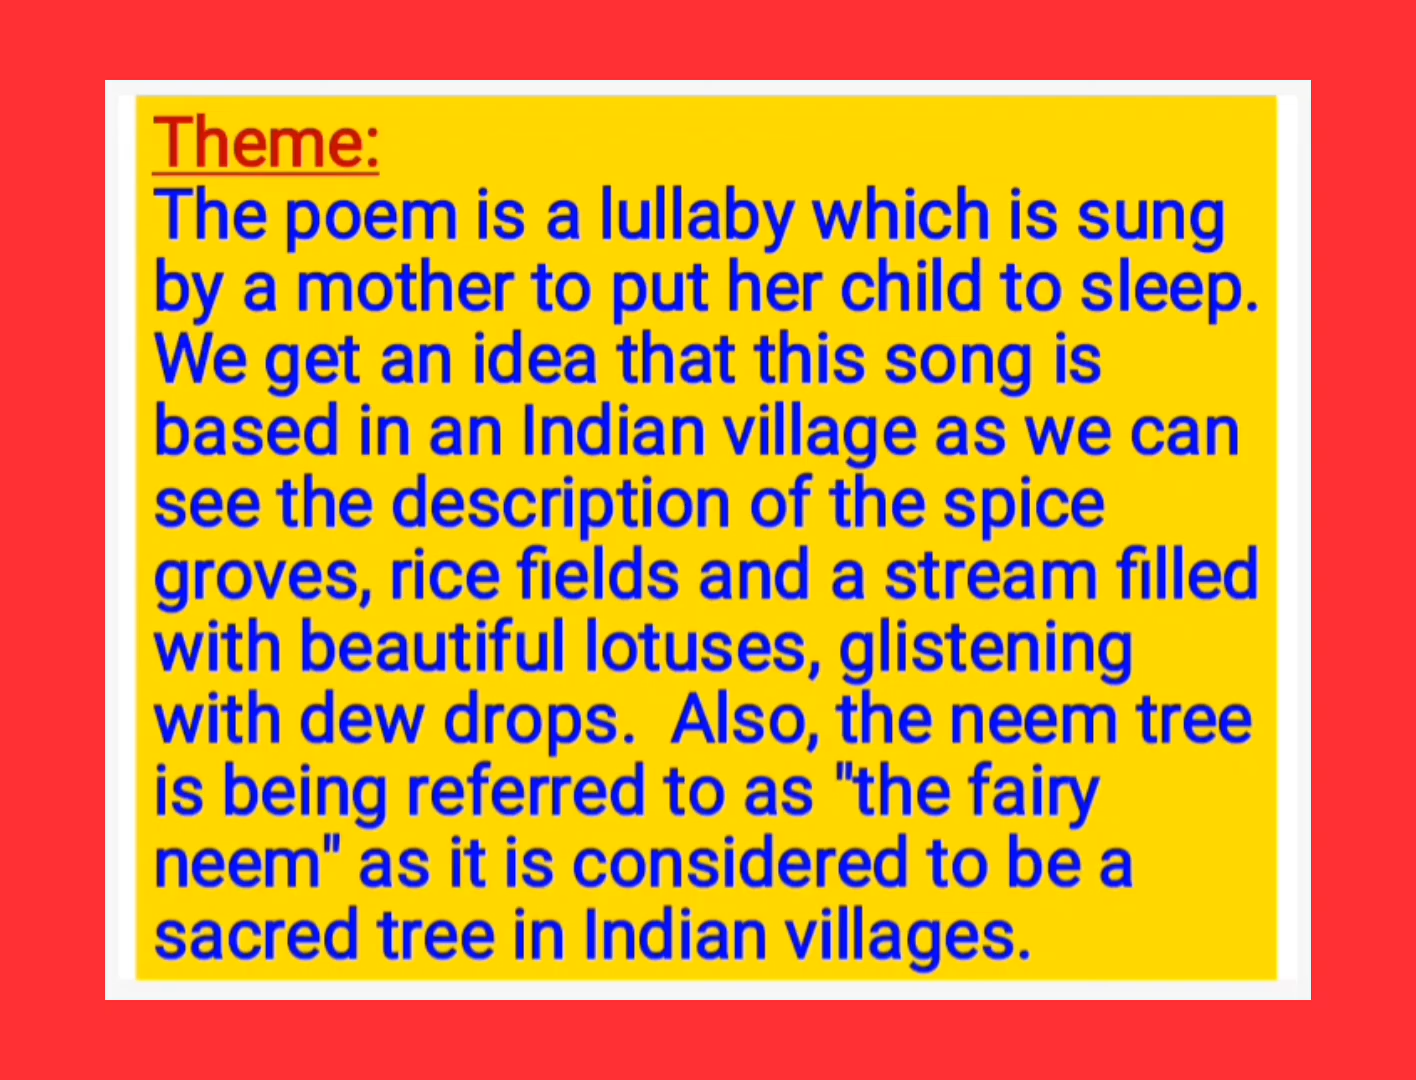 Theme:
The poem is a lullaby which is sung
by a mother to put her child to sleep.
We get an idea that this song is
based in an Indian village as we can
see the description of the spice
groves, rice fields and a stream filled
with beautiful lotuses, glistening
with dew drops.  Also, the neem tree
is being referred to as "the fairy
neem" as it is considered to be a
sacred tree in Indian villages.